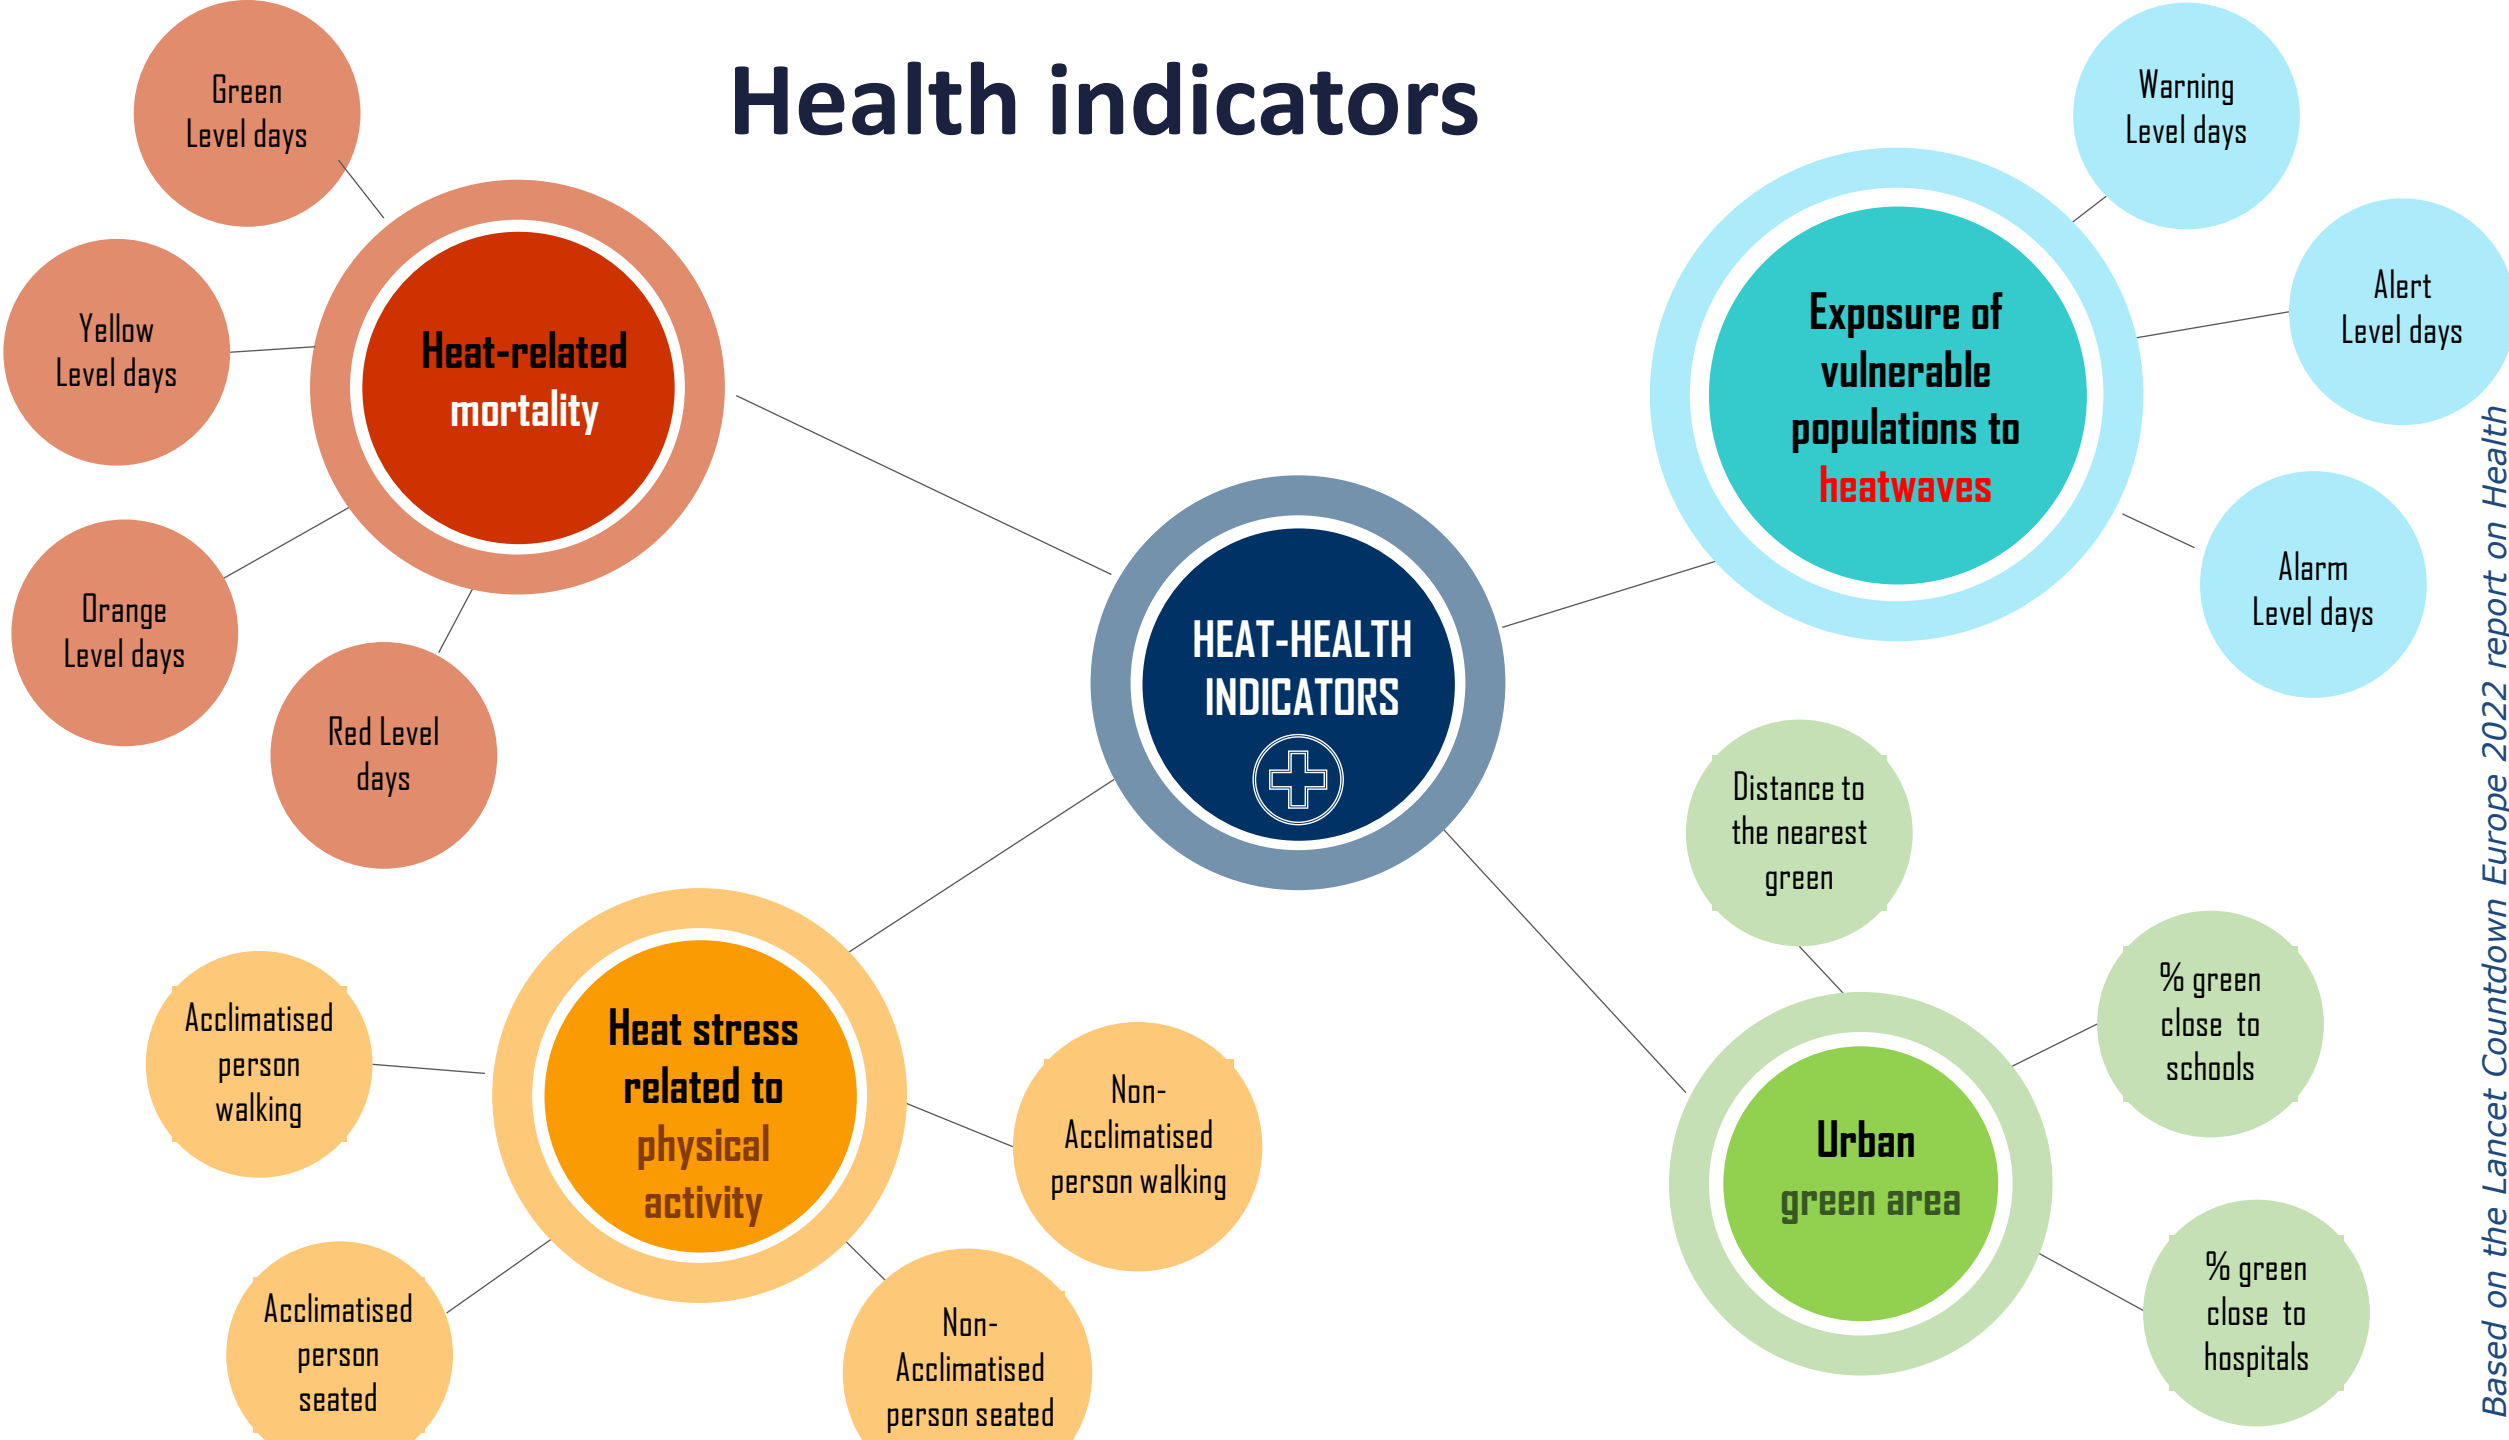 Health indicators
Green
Level days
Yellow
Level days
Orange
Level days
Red Level
days
Heat-related
mortality
HEAT-HEALTH
INDICATORS
Exposure of
vulnerable
populations to
heatwaves
Warning
Level days
Alert
Level days
Alarm
Level days
Heat stress
related to
physical
activity
Acclimatised
person
walking
Acclimatised
person
seated
Non-
Acclimatised
person walking
Non-
Acclimatised
person seated
Urban
green area
Distance to
the nearest
green
% green
close to
schools
% green
close to
hospitals
Based on the Lancet Countdown Europe 2022 report on Health